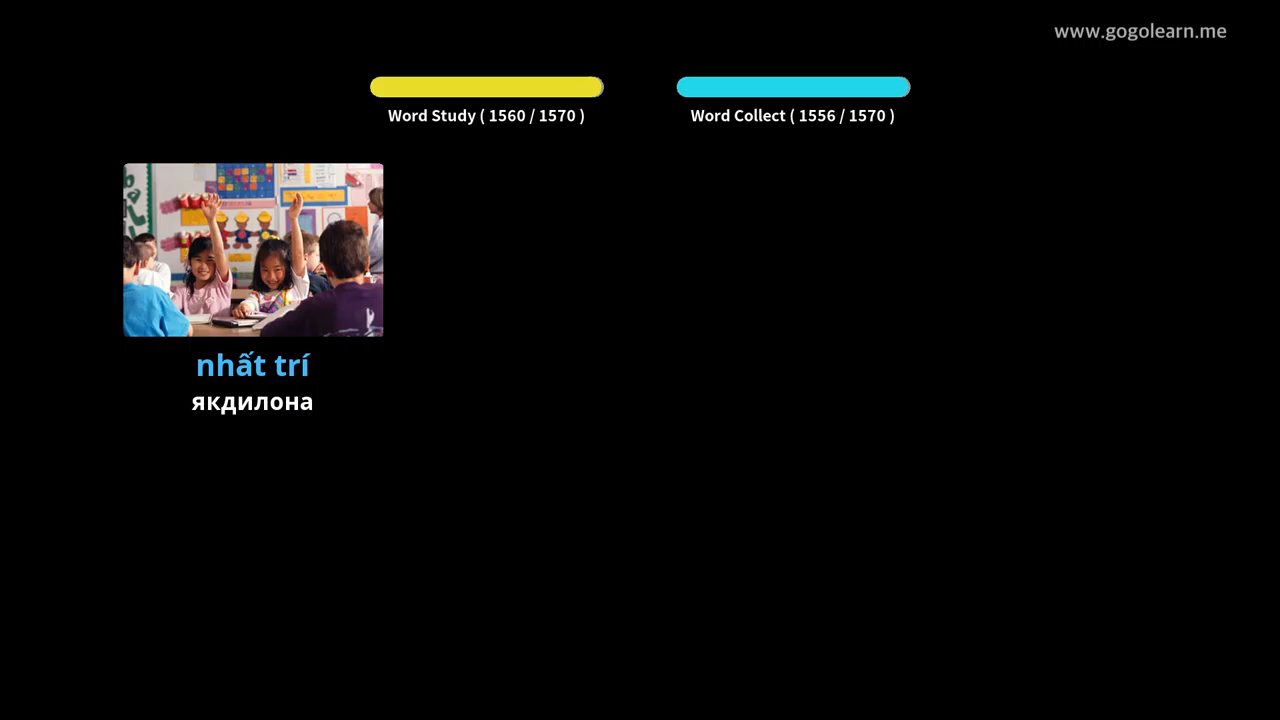 www.gogolearn.me
Word Study ( 1560 / 1570 )
Word Collect ( 1556 / 1570 )
nhất trí
якдилона